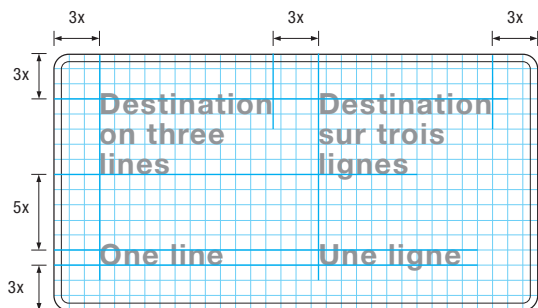 3x 3x 3x
3x
Destination
on three
lines
Destination
sur trois
lignes
5x
One line
Une ligne
3x